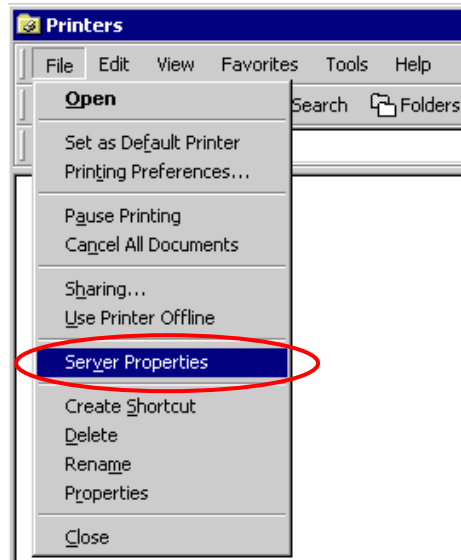 Printers
File Edit View Favorites Tools Help
Open
Search Folders
Set as Default Printer
Printing Preferences...
Pause Printing
Cancel All Documents
Sharing...
Use Printer Offline
Server Properties
Create Shortcut
Delete
Rename
Properties
Close